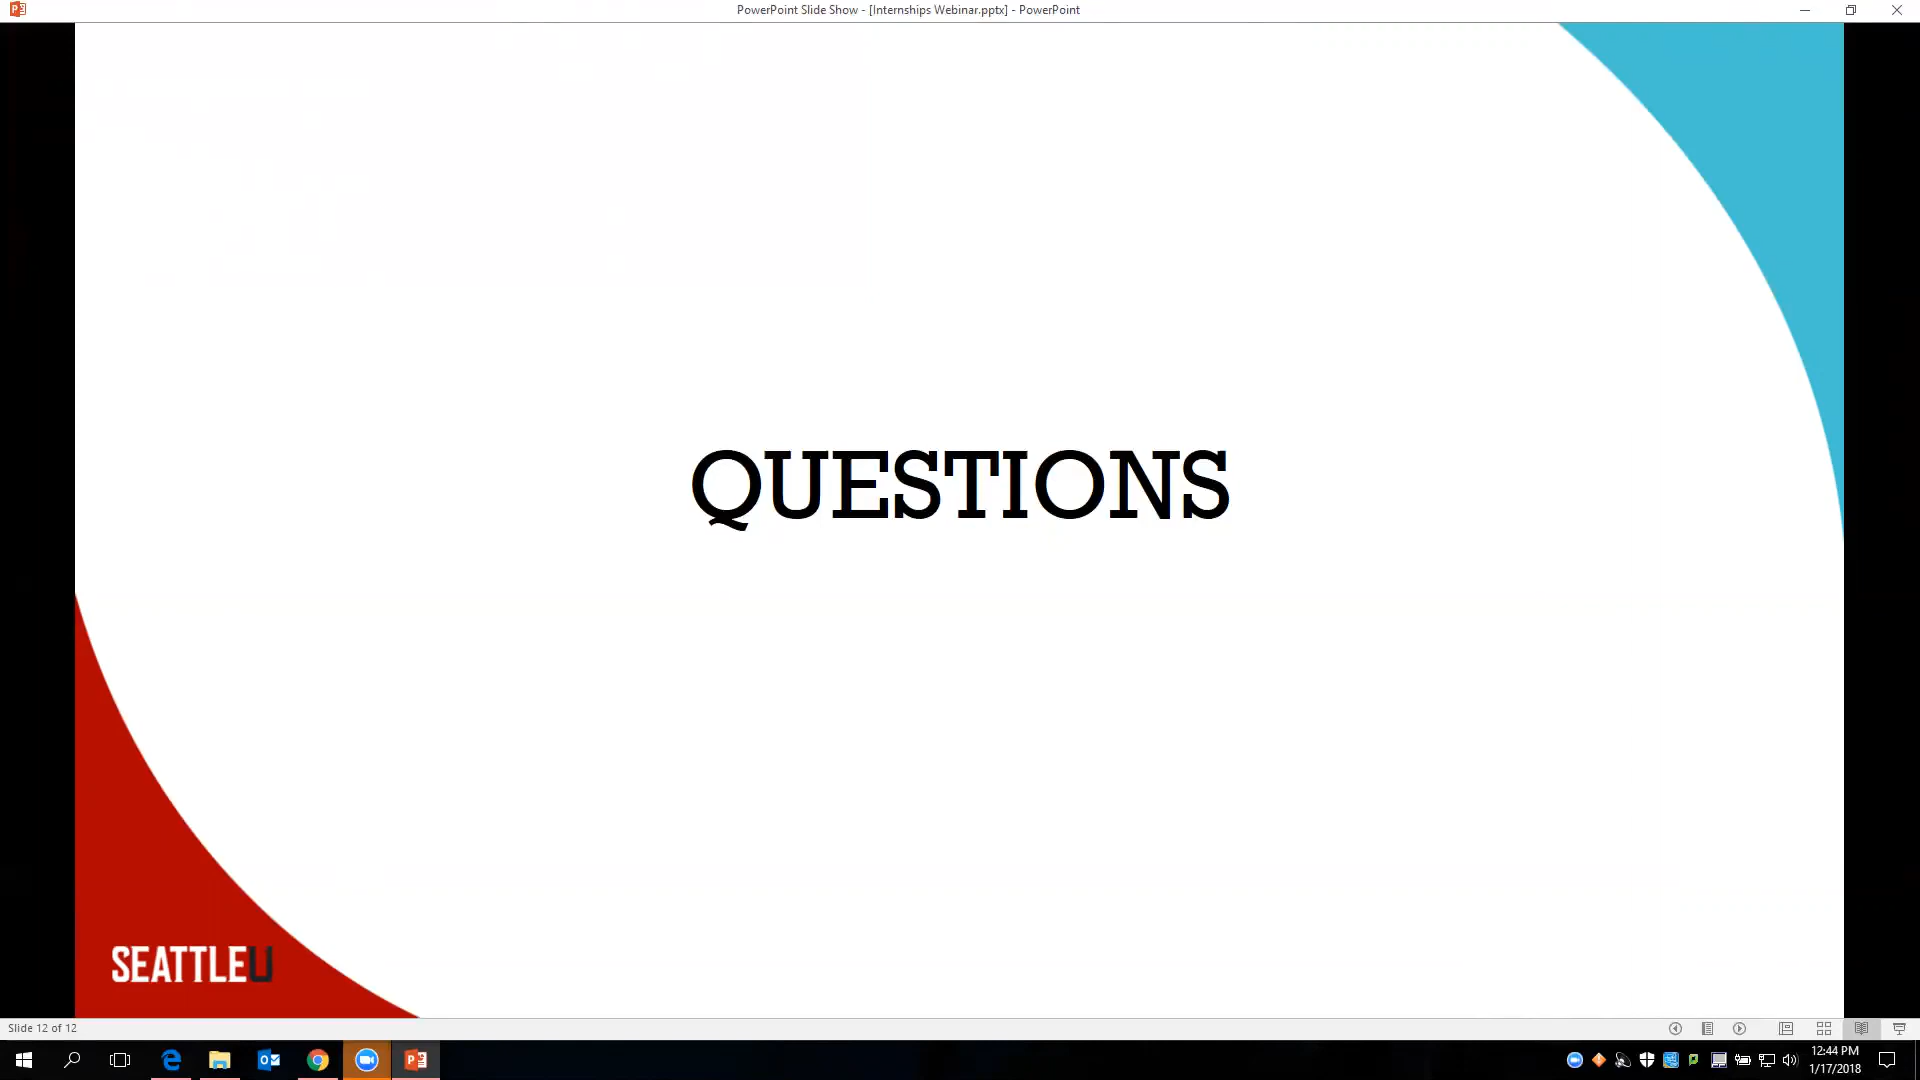 PowerPoint Slide Show - [Internships Webinar.pptx] - PowerPoint
QUESTIONS
SEATTLEU
Slide 12 of 12
12:44 PM
1/17/2018